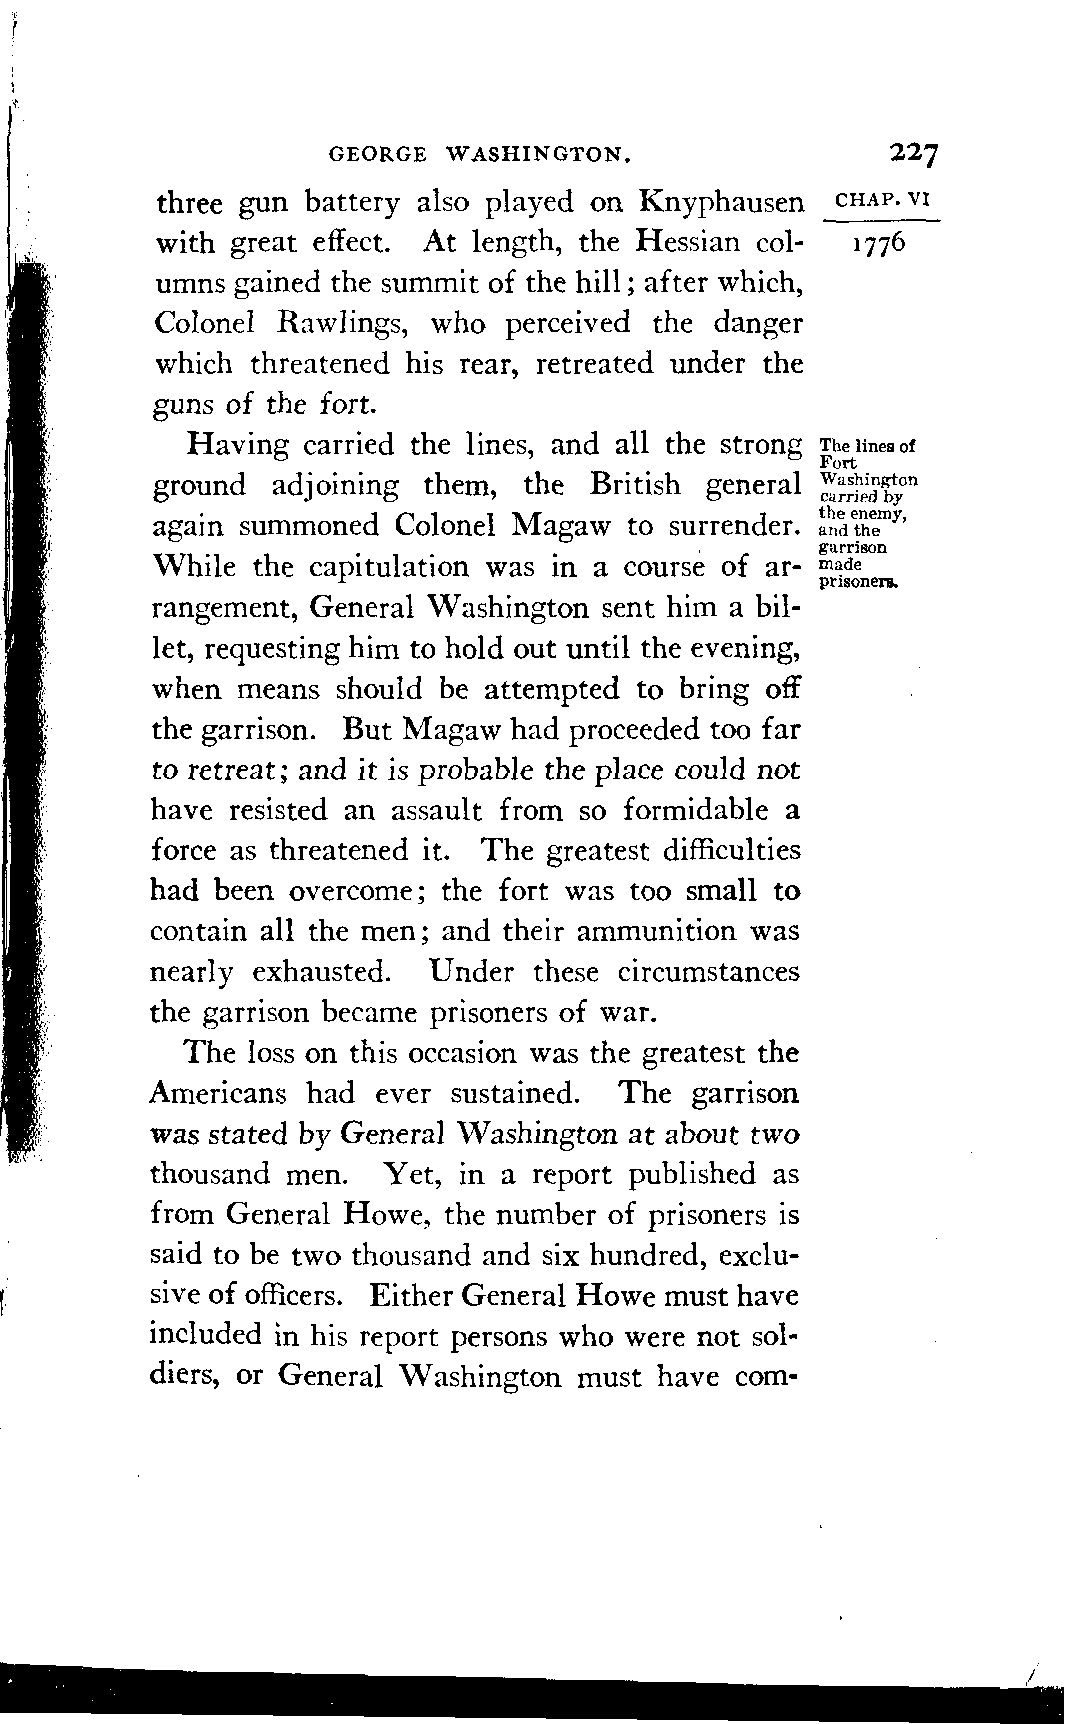 GEORGE WASHINGTON. 227
CHAP. VI
1776
three gun battery also played on Knyphausen
with great effect. At length, the Hessian col-
umns gained the summit of the hill; after which,
Colonel Rawlings, who perceived the danger
which threatened his rear, retreated under the
guns of the fort.
The lines of
Fort
Washington
carried by
the enemy,
and the
garrison
made
prisoners.
Having carried the lines, and all the strong
ground adjoining them, the British general
again summoned Colonel Magaw to surrender.
While the capitulation was in a course of ar-
rangement, General Washington sent him a bil-
let, requesting him to hold out until the evening,
when means should be attempted to bring off
the garrison. But Magaw had proceeded too far
to retreat; and it is probable the place could not
have resisted an assault from so formidable a
force as threatened it. The greatest difficulties
had been overcome; the fort was too small to
contain all the men; and their ammunition was
nearly exhausted. Under these circumstances
the garrison became prisoners of war.
The loss on this occasion was the greatest the
Americans had ever sustained. The garrison
was stated by General Washington at about two
thousand men. Yet, in a report published as
from General Howe, the number of prisoners is
said to be two thousand and six hundred, exclu-
sive of officers. Either General Howe must have
included in his report persons who were not sol-
diers, or General Washington must have com-